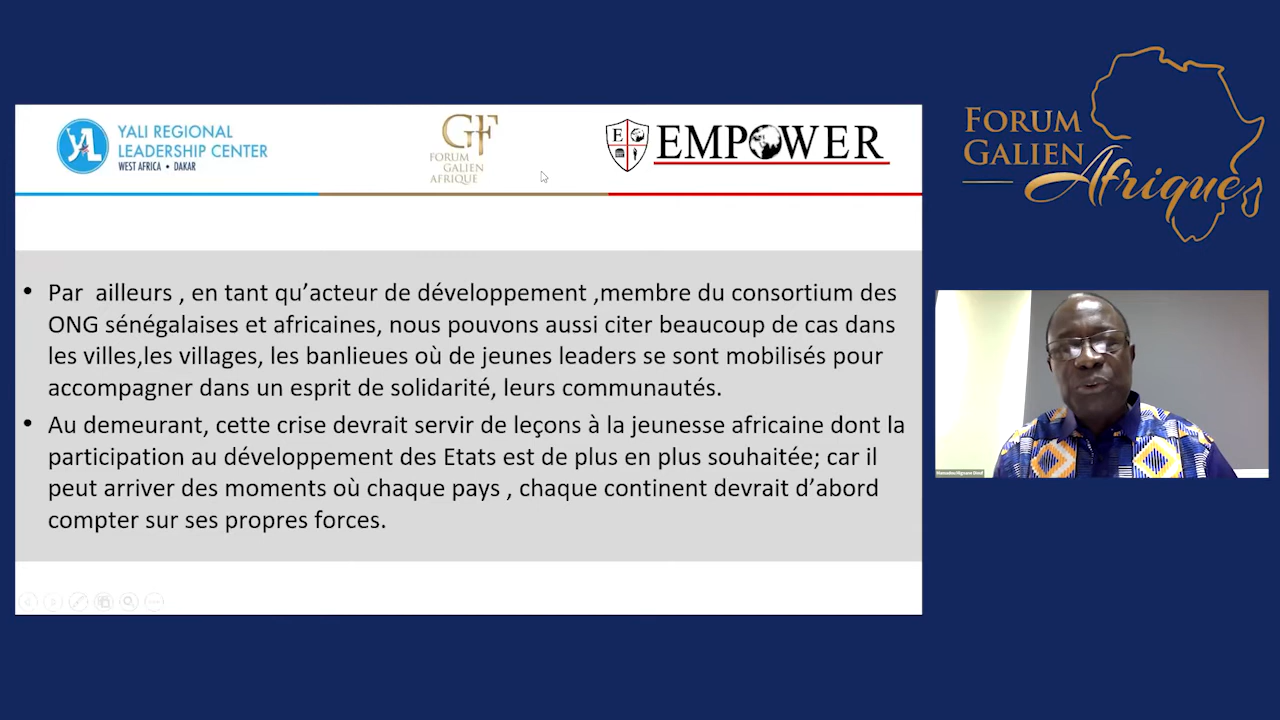 YALI REGIONAL
LEADERSHIP CENTER
WEST AFRICA • DAKAR
GF
FORUM
GALIEN
AFRIQUE
E
EMPOWER
FORUM
GALIEN
Afrique
• Par  ailleurs , en tant qu’acteur de développement ,membre du consortium des
ONG sénégalaises et africaines, nous pouvons aussi citer beaucoup de cas dans
les villes,les villages, les banlieues où de jeunes leaders se sont mobilisés pour
accompagner dans un esprit de solidarité, leurs communautés.
• Au demeurant, cette crise devrait servir de leçons à la jeunesse africaine dont la
participation au développement des Etats est de plus en plus souhaitée; car il
peut arriver des moments où chaque pays , chaque continent devrait d’abord
compter sur ses propres forces.